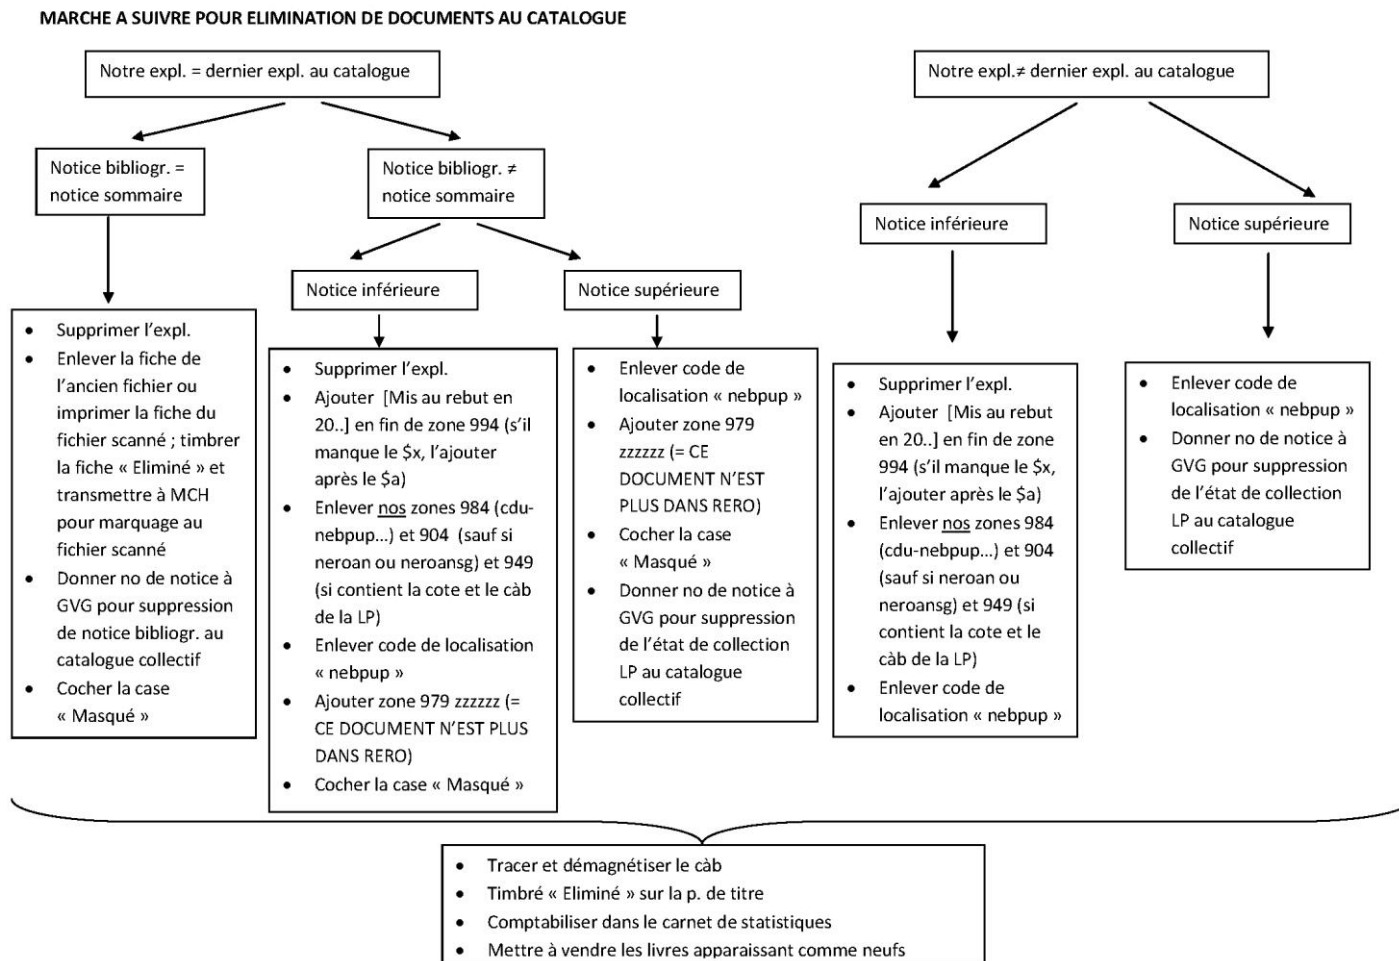 MARCHE A SUIVRE POUR ELIMINATION DE DOCUMENTS AU CATALOGUE
Notre expl. = dernier expl. au catalogue
Notre expl.≠ dernier expl. au catalogue
Notice bibliogr. =
notice sommaire
Notice bibliogr. ≠
notice sommaire
Notice inférieure
Notice supérieure
Notice inférieure
Notice supérieure
• Supprimer l’expl.
• Enlever la fiche de
l’ancien fichier ou
imprimer la fiche du
fichier scanné ; timbrer
la fiche « Eliminé » et
transmettre à MCH
pour marquage au
fichier scanné
• Donner no de notice à
GVG pour suppression
de notice bibliogr. au
catalogue collectif
• Cocher la case
« Masqué »
• Supprimer l’expl.
• Ajouter [Mis au rebut en
20..] en fin de zone 994 (s’il
manque le $x, l’ajouter
après le $a)
• Enlever nos zones 984 (cdu-
nebpup...) et 904 (sauf si
neroan ou neroansg) et 949
(si contient la cote et le càb
de la LP)
• Enlever code de localisation
« nebpup »
• Ajouter zone 979 zzzzzz (=
CE DOCUMENT N’EST PLUS
DANS RERO)
• Cocher la case « Masqué »
• Enlever code de
localisation « nebpup »
• Ajouter zone 979
zzzzzz (= CE
DOCUMENT N’EST
PLUS DANS RERO)
• Cocher la case
« Masqué »
• Donner no de notice à
GVG pour suppression
de l’état de collection
LP au catalogue
collectif
• Supprimer l’expl.
• Ajouter [Mis au rebut
en 20..] en fin de zone
994 (s’il manque le $x,
l’ajouter après le $a)
• Enlever nos zones 984
(cdu-nebpup...) et 904
(sauf si neroan ou
neroansg) et 949 (si
contient la cote et le
càb de la LP)
• Enlever code de
localisation « nebpup »
• Enlever code de
localisation « nebpup »
• Donner no de notice à
GVG pour suppression
de l’état de collection
LP au catalogue
collectif
• Tracer et démagnétiser le càb
• Timbré « Eliminé » sur la p. de titre
• Comptabiliser dans le carnet de statistiques
• Mettre à vendre les livres apparaissant comme neufs